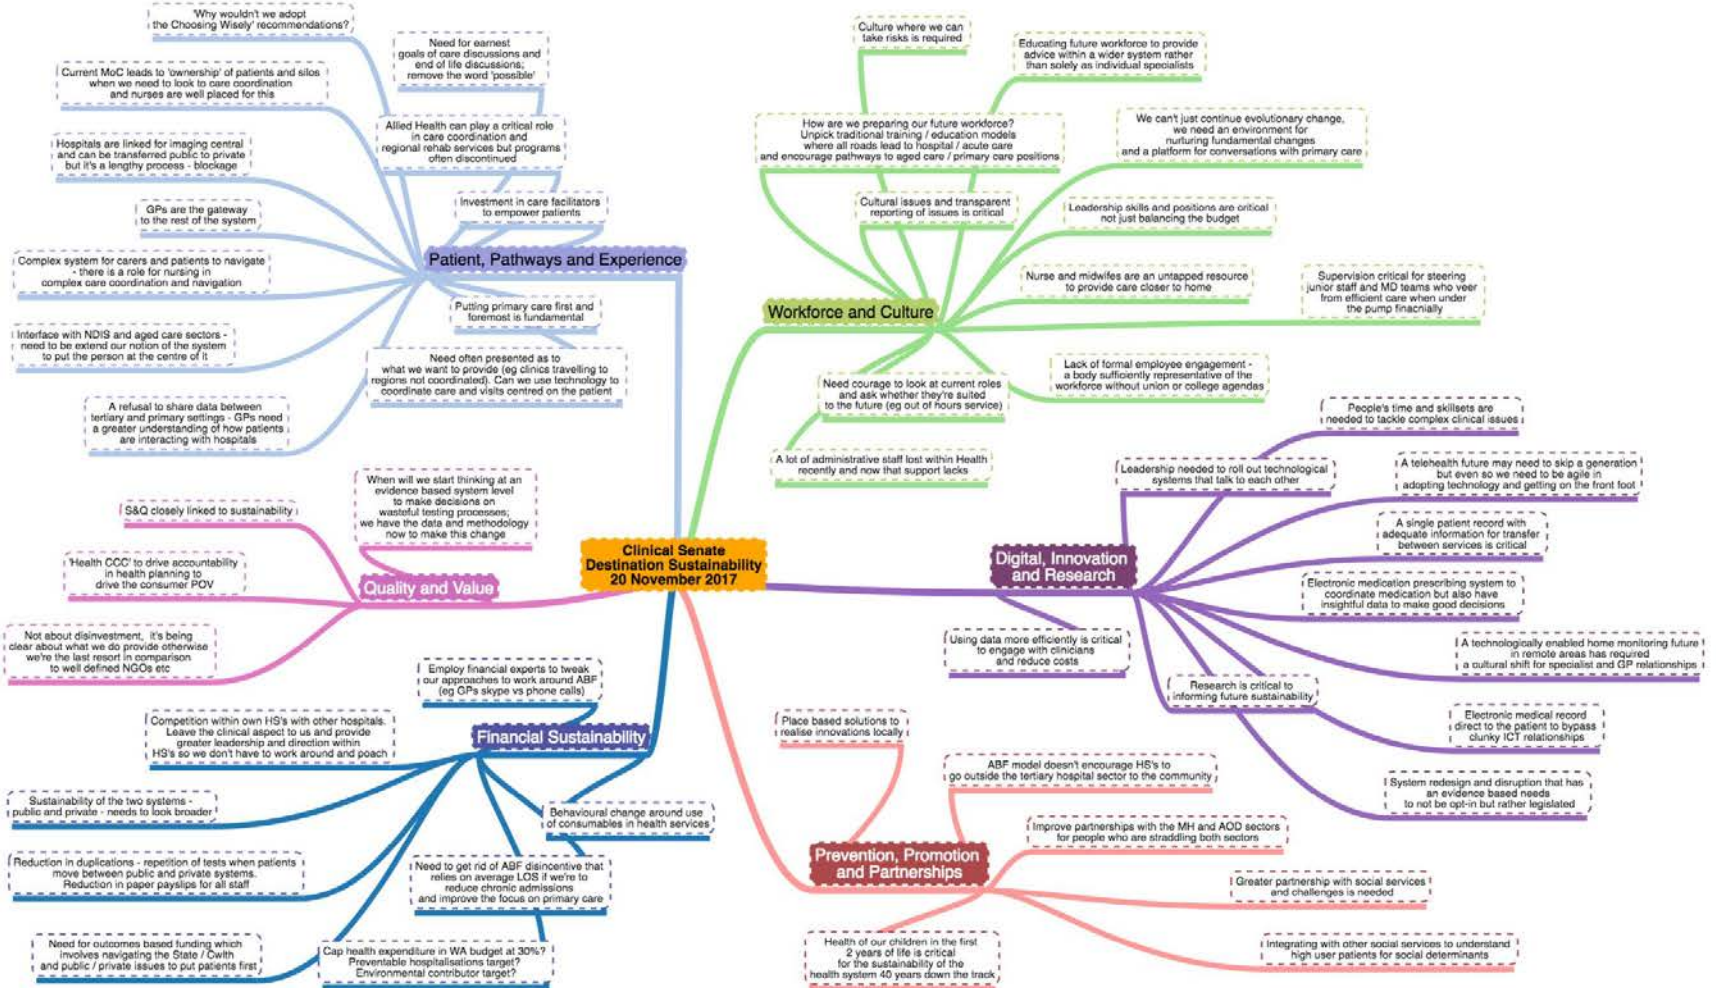 'Why wouldn't we adopt
the Choosing Wisely' recommendations?
Need for earnest
goals of care discussions and
end of life discussions;
remove the word 'possible'
Current MoC leads to 'ownership' of patients and silos
when we need to look to care coordination
and nurses are well placed for this
Allied Health can play a critical role
in care coordination and
regional rehab services but programs
often discontinued
Hospitals are linked for imaging central
and can be transferred public to private
but it's a lengthy process - blockage
Investment in care facilitators
to empower patients
GPs are the gateway
to the rest of the system
Patient, Pathways and Experience
Complex system for carers and patients to navigate
- there is a role for nursing in
complex care coordination and navigation
Putting primary care first and
foremost is fundamental
Interface with NDIS and aged care sectors -
need to be extend our notion of the system
to put the person at the centre of it
Need often presented as to
what we want to provide (eg clinics travelling to
regions not coordinated). Can we use technology to
coordinate care and visits centred on the patient
A refusal to share data between
tertiary and primary settings - GPs need
a greater understanding of how patients
are interacting with hospitals
Culture where we can
take risks is required
Educating future workforce to provide
advice within a wider system rather
than solely as individual specialists
How are we preparing our future workforce?
Unpick traditional training / education models
where all roads lead to hospital / acute care
and encourage pathways to aged care / primary care positions
We can't just continue evolutionary change,
we need an environment for
nurturing fundamental changes
and a platform for conversations with primary care
Cultural issues and transparent
reporting of issues is critical
Leadership skills and positions are critical
not just balancing the budget
Nurse and midwifes are an untapped resource
to provide care closer to home
Supervision critical for steering
junior staff and MD teams who veer
from efficient care when under
the pump finacnially
Workforce and Culture
Need courage to look at current roles
and ask whether they're suited
to the future (eg out of hours service)
Lack of formal employee engagement -
a body sufficiently representative of the
workforce without union or college agendas
A lot of administrative staff lost within Health
recently and now that support lacks
When will we start thinking at an
evidence based system level
to make decisions on
wasteful testing processes;
we have the data and methodology
now to make this change
S&Q closely linked to sustainability
'Health CCC' to drive accountability
in health planning to
drive the consumer POV
Quality and Value
Not about disinvestment, it's being
clear about what we do provide otherwise
we're the last resort in comparison
to well defined NGOs etc
Clinical Senate
Destination Sustainability
20 November 2017
People's time and skillsets are
needed to tackle complex clinical issues
Leadership needed to roll out technological
systems that talk to each other
A telehealth future may need to skip a generation
but even so we need to be agile in
adopting technology and getting on the front foot
A single patient record with
adequate information for transfer
between services is critical
Digital, Innovation
and Research
Electronic medication prescribing system to
coordinate medication but also have
insightful data to make good decisions
Using data more efficiently is critical
to engage with clinicians
and reduce costs
A technologically enabled home monitoring future
in remote areas has required
a cultural shift for specialist and GP relationships
Research is critical to
informing future sustainability
Electronic medical record
direct to the patient to bypass
clunky ICT relationships
System redesign and disruption that has
an evidence based needs
to not be opt-in but rather legislated
Employ financial experts to tweak
our approaches to work around ABF
(eg GPs skype vs phone calls)
Competition within own HS's with other hospitals.
Leave the clinical aspect to us and provide
greater leadership and direction within
HS's so we don't have to work around and poach
Financial Sustainability
Sustainability of the two systems -
public and private - needs to look broader
Behavioural change around use
of consumables in health services
Reduction in duplications - repetition of tests when patients
move between public and private systems.
Reduction in paper payslips for all staff
Need to get rid of ABF disincentive that
relies on average LOS if we're to
reduce chronic admissions
and improve the focus on primary care
Need for outcomes based funding which
involves navigating the State / Cwlth
and public / private issues to put patients first
Cap health expenditure in WA budget at 30%?
Preventable hospitalisations target?
Environmental contributor target?
Place based solutions to
realise innovations locally
ABF model doesn't encourage HS's to
go outside the tertiary hospital sector to the community
Improve partnerships with the MH and AOD sectors
for people who are straddling both sectors
Prevention, Promotion
and Partnerships
Greater partnership with social services
and challenges is needed
Health of our children in the first
2 years of life is critical
for the sustainability of the
health system 40 years down the track
Integrating with other social services to understand
high user patients for social determinants